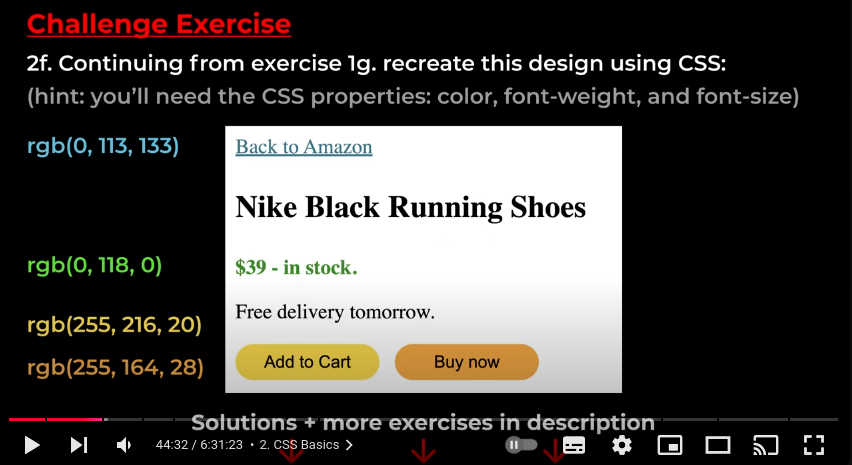 Challenge Exercise
2f. Continuing from exercise 1g. recreate this design using CSS:
(hint: you'll need the CSS properties: color, font-weight, and font-size)
rgb(0, 113, 133)
Back to Amazon
Nike Black Running Shoes
rgb(0, 118, 0)
$39 - in stock.
Free delivery tomorrow.
rgb(255, 216, 20)
rgb(255, 164, 28)
Add to Cart
Buy now
Solutions + more exercises in description
44:32 / 6:31:23 • 2. CSS Basics